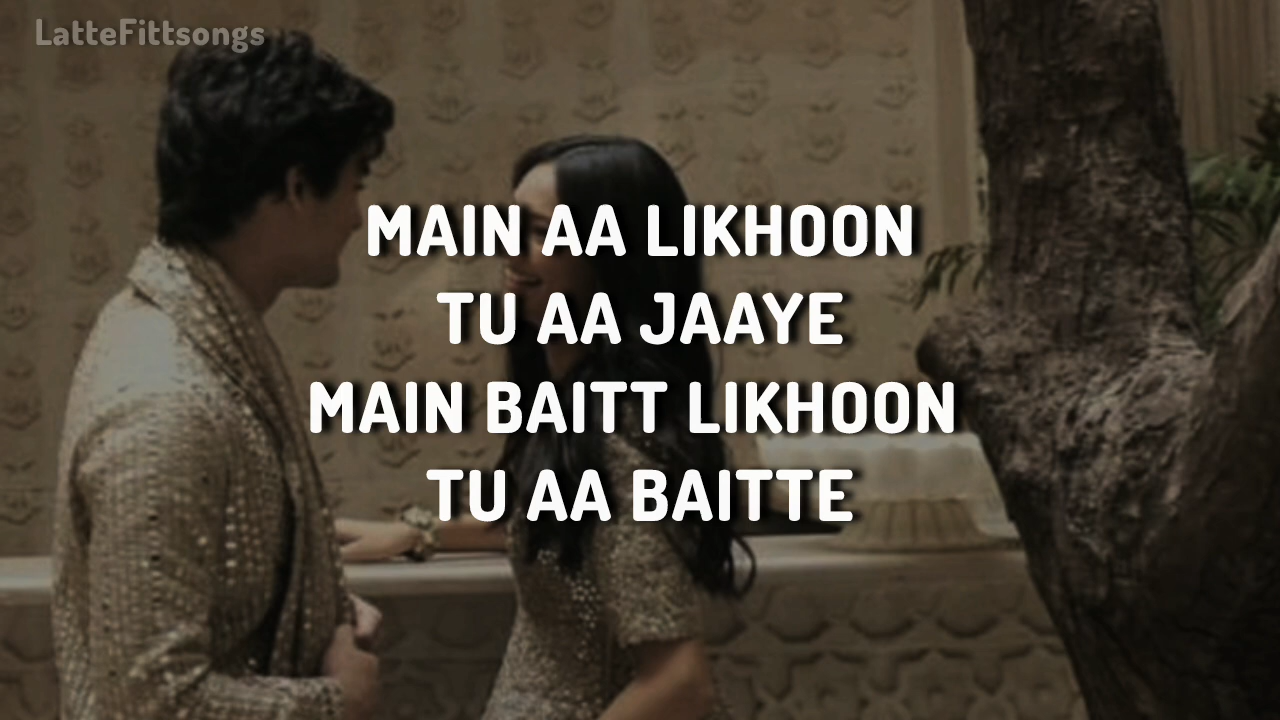 LatteFittsongs
MAIN AA LIKHOON
TU AA JAAYE
MAIN BAITT LIKHOON
TU AA BAITTE